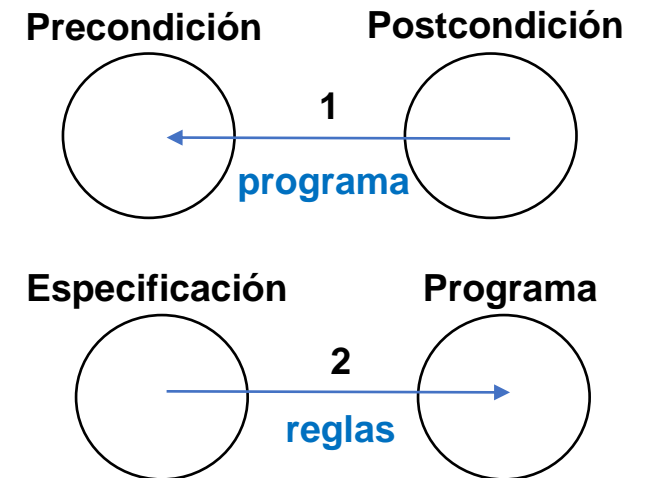 Precondición Postcondición
1
programa
Especificación Programa
2
reglas